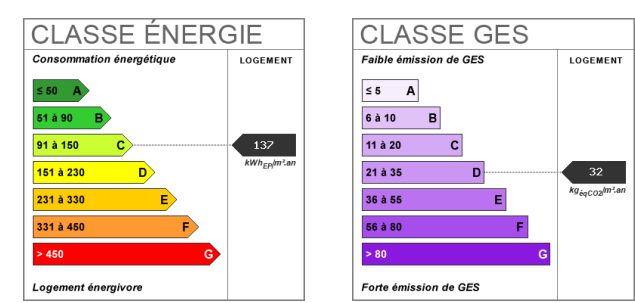 CLASSE ÉNERGIE
Consommation énergétique
LOGEMENT
≤ 50 A
51 à 90 B
91 à 150 C
137
kWhEP/m².an
151 à 230 D
231 à 330 E
331 à 450 F
> 450 G
Logement énergivore
CLASSE GES
Faible émission de GES
LOGEMENT
≤ 5 A
6 à 10 B
11 à 20 C
21 à 35 D
32
kgéqCO2/m².an
36 à 55 E
56 à 80 F
> 80 G
Forte émission de GES